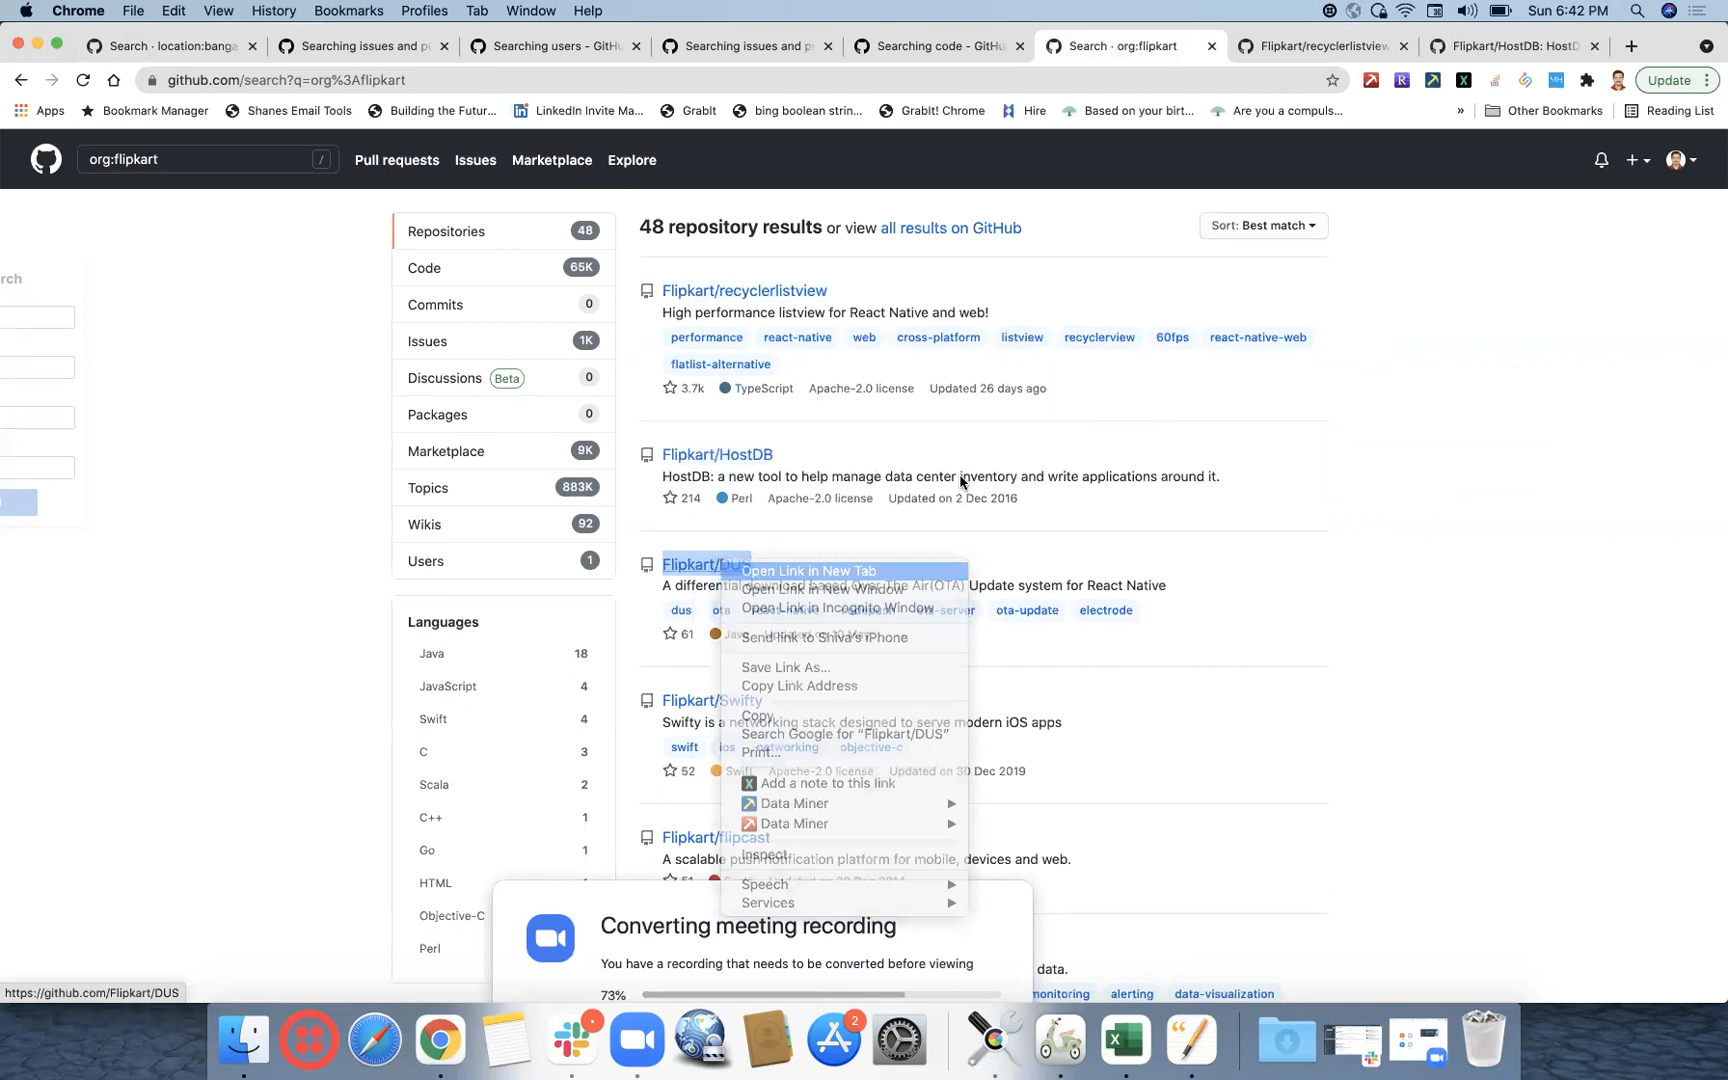 Chrome File Edit View History Bookmarks Profiles Tab Window Help Sun 6:42 PM
Search · location:banga Searching issues and pu Searching users - GitHu Searching issues and pu Searching code - GitHu Search · org:flipkart Flipkart/recyclerlistview Flipkart/HostDB: HostD
github.com/search?q=org%3Aflipkart Update
Apps Bookmark Manager Shanes Email Tools Building the Futur... LinkedIn Invite Ma... GrabIt bing boolean strin... GrabIt! Chrome Hire Based on your birt... Are you a compuls... » Other Bookmarks Reading List
org:flipkart / Pull requests Issues Marketplace Explore
rch
Repositories 48
Code 65K
Commits 0
Issues 1K
Discussions Beta 0
Packages 0
Marketplace 9K
Topics 883K
Wikis 92
Users 1
Languages
Java 18
JavaScript 4
Swift 4
C 3
Scala 2
C++ 1
Go 1
HTML
Objective-C
Perl
48 repository results or view all results on GitHub Sort: Best match
Flipkart/recyclerlistview
High performance listview for React Native and web!
performance react-native web cross-platform listview recyclerview 60fps react-native-web
flatlist-alternative
3.7k TypeScript Apache-2.0 license Updated 26 days ago
Flipkart/HostDB
HostDB: a new tool to help manage data center inventory and write applications around it.
214 Perl Apache-2.0 license Updated on 2 Dec 2016
Flipkart/DUS
A differential download based Over The Air(OTA) Update system for React Native
dus ota ota-update electrode
61 Java
Flipkart/Swifty
Swifty is a networking stack designed to serve modern iOS apps
swift ios networking objective-c
52 Swift Apache-2.0 license Updated on 30 Dec 2019
Flipkart/flipcast
A scalable push notification platform for mobile, devices and web.
data.
monitoring alerting data-visualization
Open Link in New Tab
Open Link in New Window
Open Link in Incognito Window
Send link to Shiva's iPhone
Save Link As...
Copy Link Address
Copy
Search Google for “Flipkart/DUS”
Print...
Add a note to this link
Data Miner
Data Miner
Inspect
Speech
Services
Converting meeting recording
You have a recording that needs to be converted before viewing
73%
https://github.com/Flipkart/DUS
2